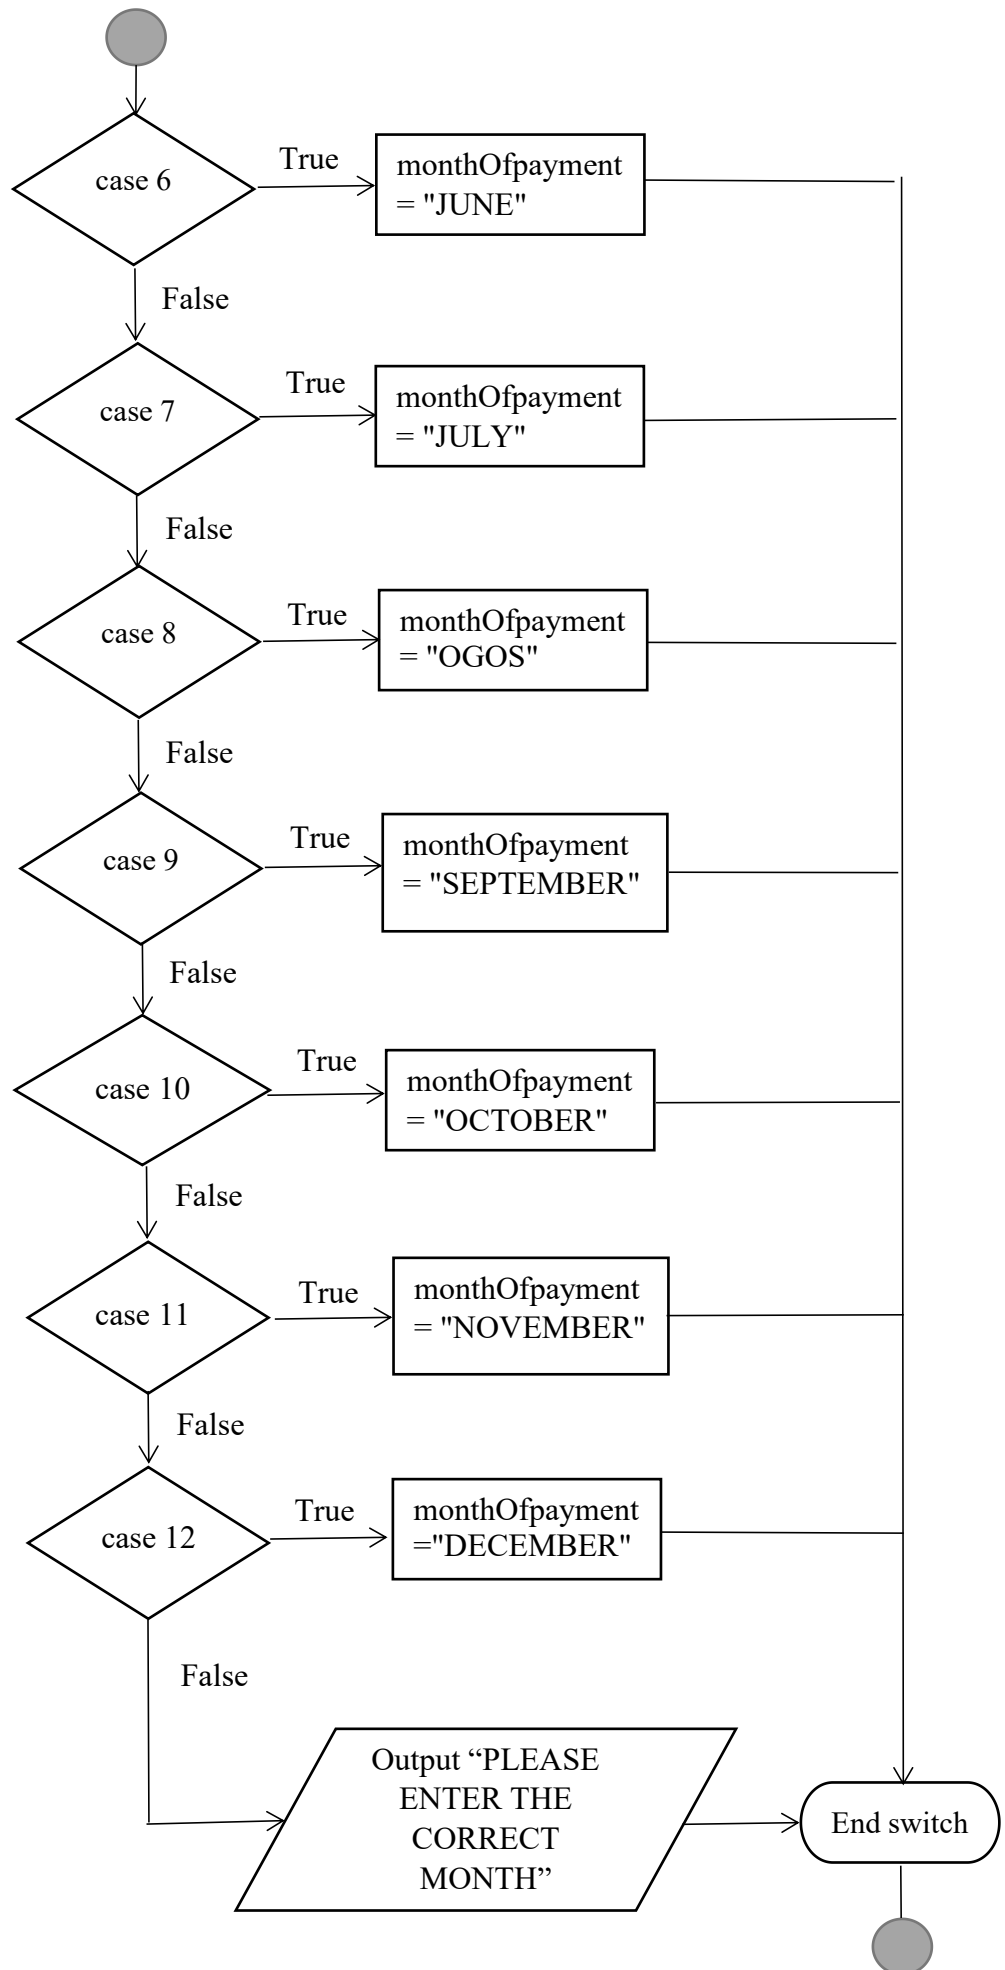 True
case 6
monthOfpayment
= "JUNE"
False
True
case 7
monthOfpayment
= "JULY"
False
True
case 8
monthOfpayment
= "OGOS"
False
True
case 9
monthOfpayment
= "SEPTEMBER"
False
True
case 10
monthOfpayment
= "OCTOBER"
False
True
case 11
monthOfpayment
= "NOVEMBER"
False
True
case 12
monthOfpayment
="DECEMBER"
False
Output “PLEASE
ENTER THE
CORRECT
MONTH”
End switch